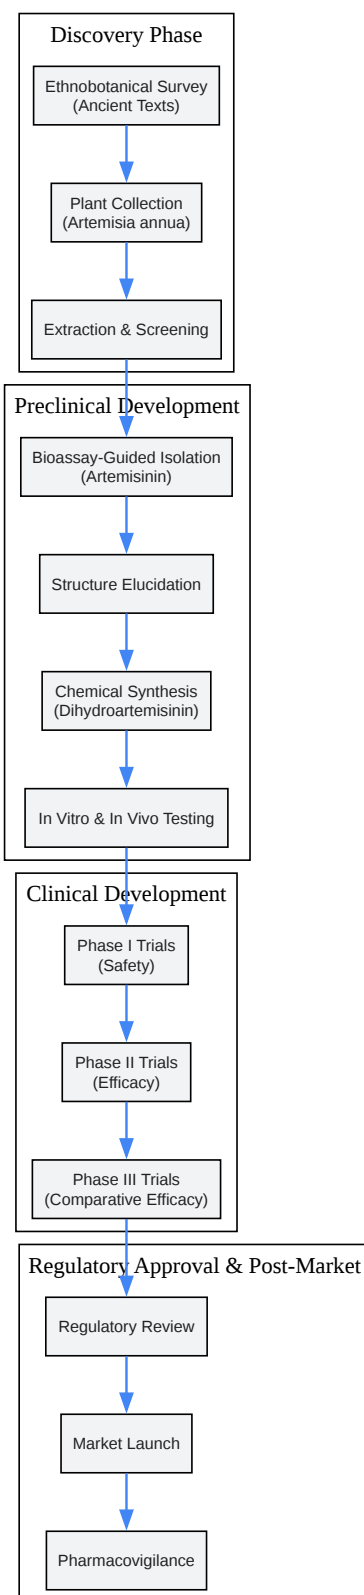 Discovery Phase
Ethnobotanical Survey
(Ancient Texts)
Plant Collection
(Artemisia annua)
Extraction & Screening
Preclinical Development
Bioassay-Guided Isolation
(Artemisinin)
Structure Elucidation
Chemical Synthesis
(Dihydroartemisinin)
In Vitro & In Vivo Testing
Clinical Development
Phase I Trials
(Safety)
Phase II Trials
(Efficacy)
Phase III Trials
(Comparative Efficacy)
Regulatory Approval & Post-Market
Regulatory Review
Market Launch
Pharmacovigilance